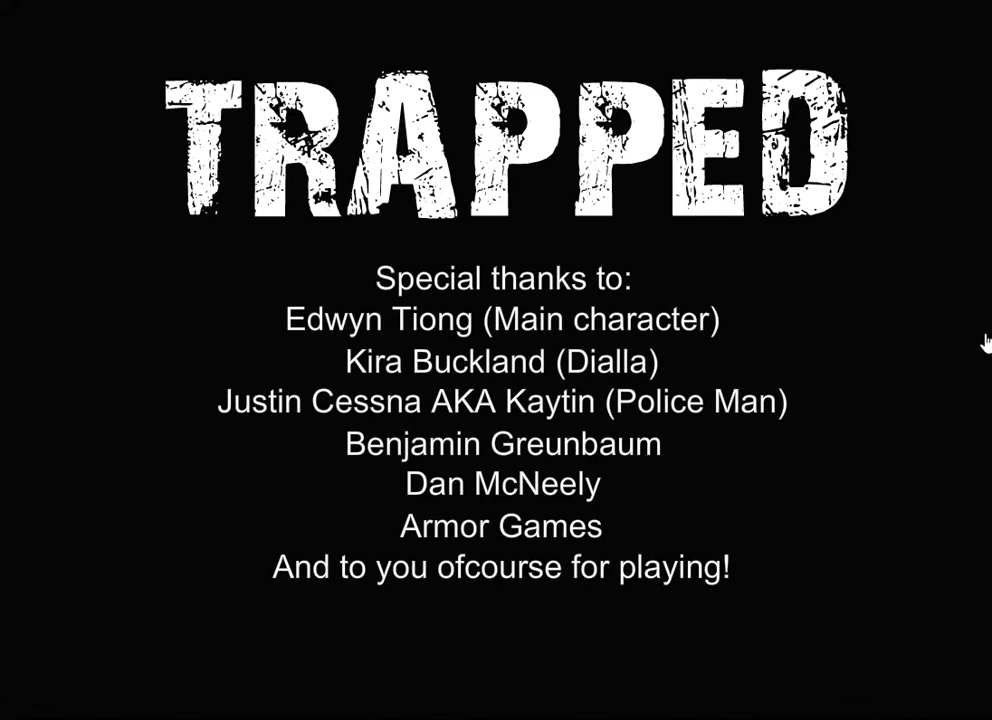 TRAPPED
Special thanks to:
Edwyn Tiong (Main character)
Kira Buckland (Dialla)
Justin Cessna AKA Kaytin (Police Man)
Benjamin Greunbaum
Dan McNeely
Armor Games
And to you ofcourse for playing!